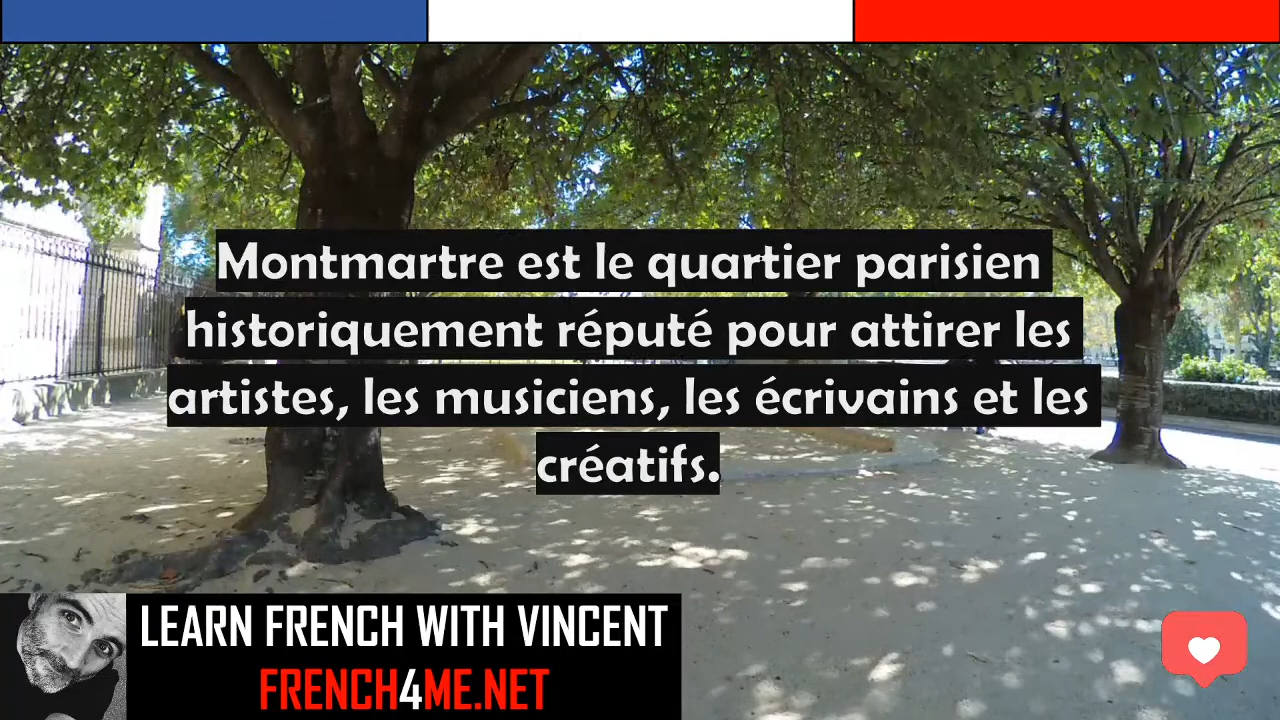 Montmartre est le quartier parisien
historiquement réputé pour attirer les
artistes, les musiciens, les écrivains et les
créatifs.
LEARN FRENCH WITH VINCENT
FRENCH4ME.NET